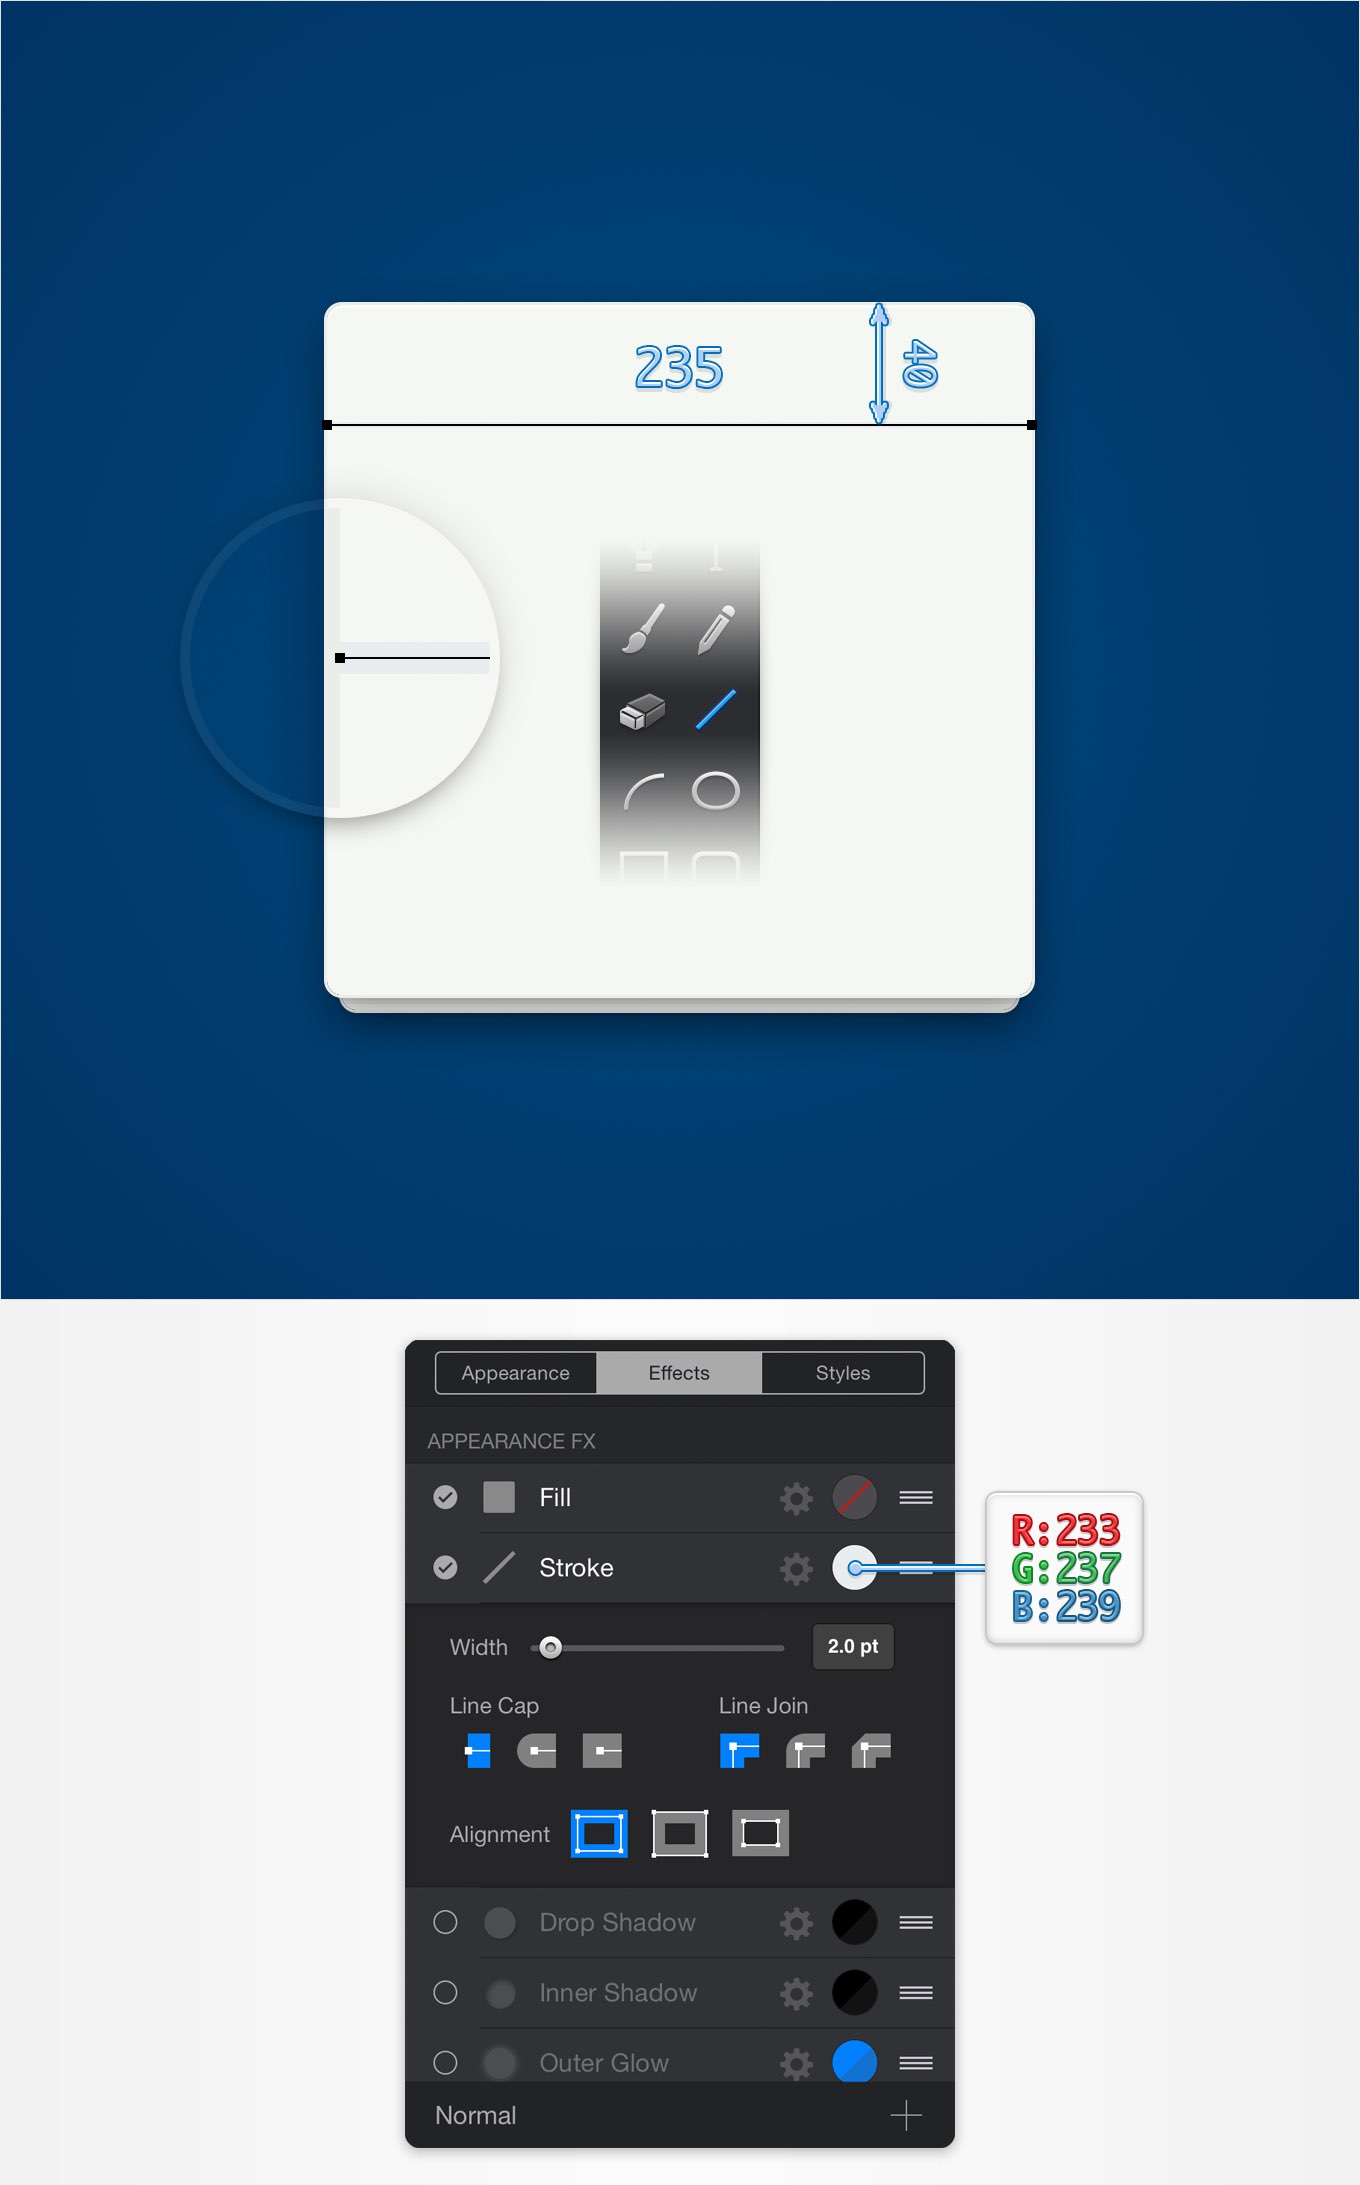 235
40
Appearance
Effects
Styles
APPEARANCE FX
Fill
Stroke
R:233
G:237
B:239
Width
2.0 pt
Line Cap
Line Join
Alignment
Drop Shadow
Inner Shadow
Outer Glow
Normal